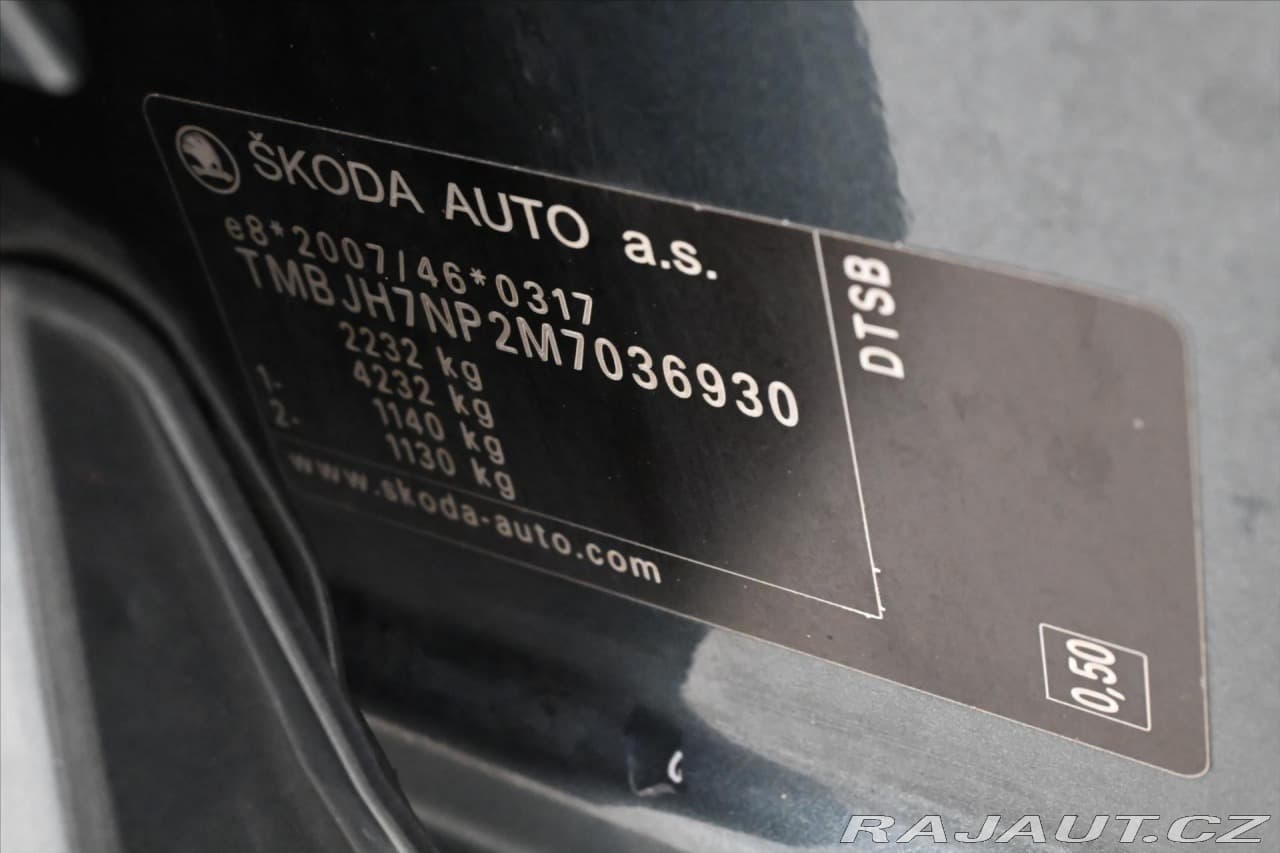 ŠKODA AUTO a.s.
e8*2007/46*0317
TMBJH7NP2M7036930
2232 kg
4232 kg
1- 1140 kg
2- 1130 kg
www.skoda-auto.com
DTSB
0,50
RAJAUT.CZ